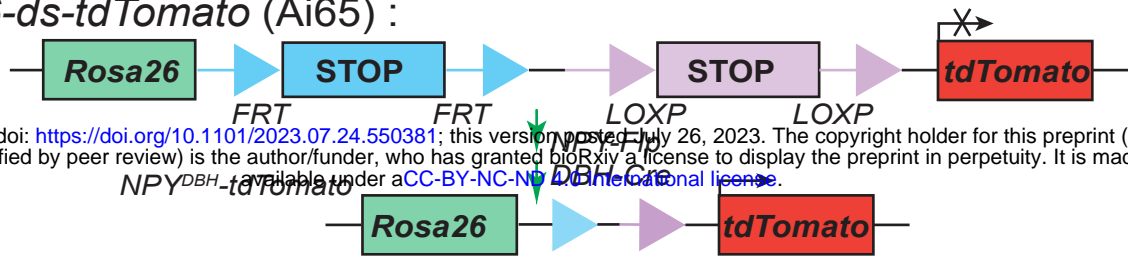 -ds-tdTomato (Ai65) :
Rosa26 STOP STOP tdTomato
FRT FRT LOXP LOXP
doi: https://doi.org/10.1101/2023.07.24.550381; this version posted July 26, 2023. The copyright holder for this preprint (
NPY-Flp
fied by peer review) is the author/funder, who has granted bioRxiv a license to display the preprint in perpetuity. It is mad
NPYDBH-tdTomato available under aCC-BY-NC-ND 4.0 International license.
DBH-Cre
Rosa26 tdTomato